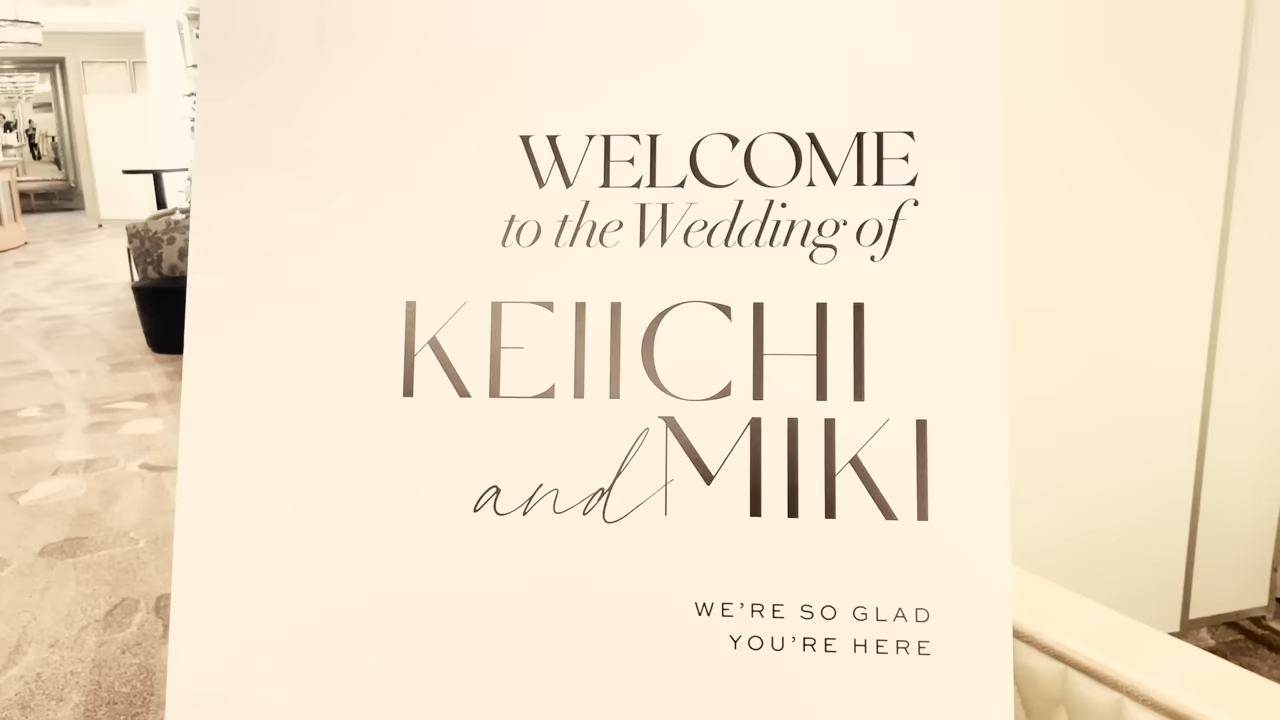 WELCOME
to the Wedding of
KEIICHI
and MIKI
WE'RE SO GLAD
YOU'RE HERE